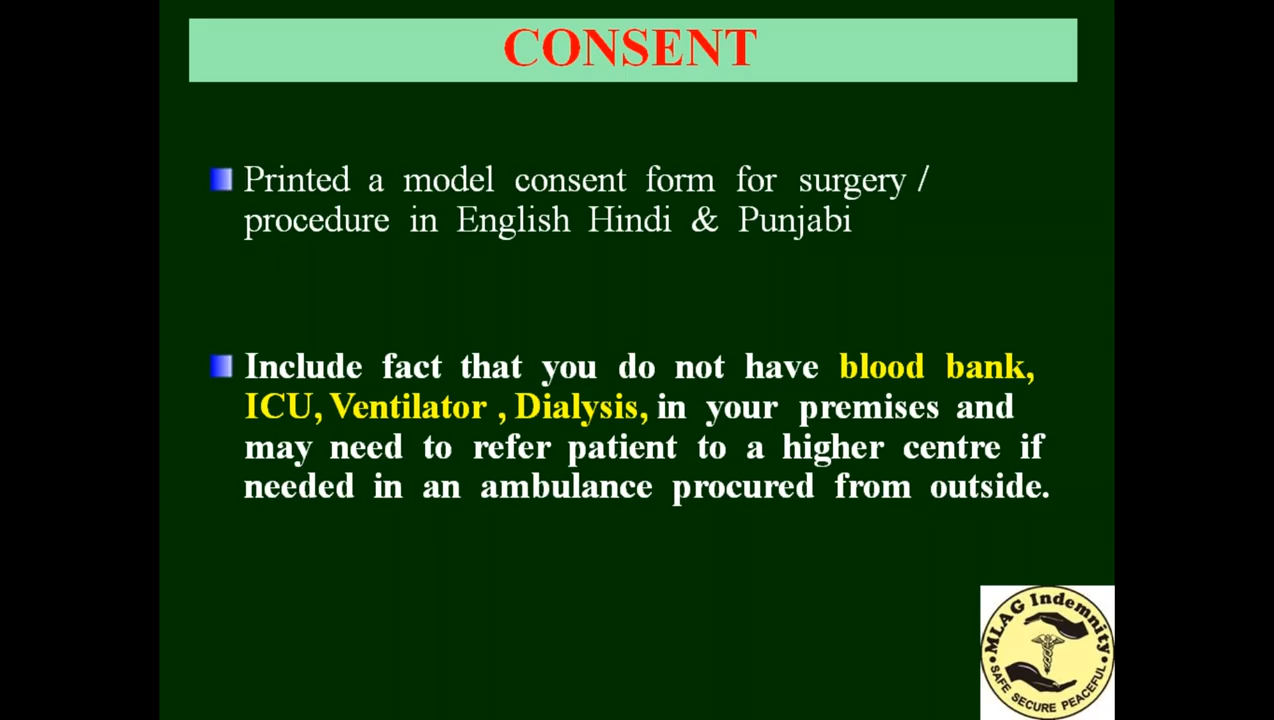 CONSENT
Printed a model consent form for surgery /
procedure in English Hindi & Punjabi
Include fact that you do not have blood bank,
ICU, Ventilator , Dialysis, in your premises and
may need to refer patient to a higher centre if
needed in an ambulance procured from outside.
MLAG Indemnity
SAFE SECURE PEACEFUL